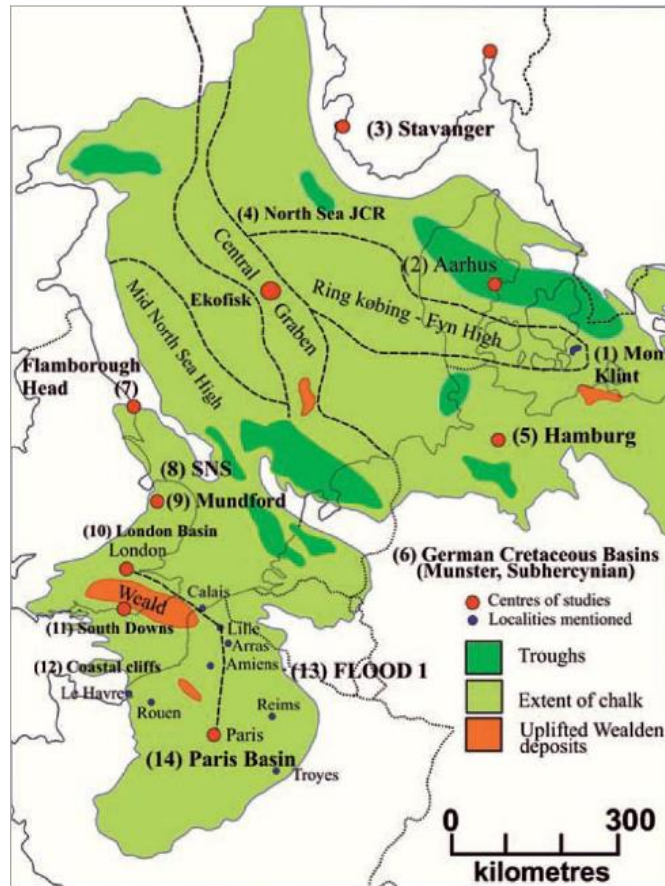 (3) Stavanger
(4) North Sea JCR
(2) Aarhus
Central
Graben
Ekofisk
Ring købing - Fyn High
Mid North Sea High
(1) Møn
Klint
Flamborough
Head
(7)
(5) Hamburg
(8) SNS
(9) Mundford
(10) London Basin
London
(6) German Cretaceous Basins
(Munster, Subhercynian)
Weald
Calais
Centres of studies
Localities mentioned
(11) South Downs
Lille
Arras
(12) Coastal cliffs
Amiens
(13) FLOOD 1
Troughs
Le Havre
Rouen
Reims
Extent of chalk
Paris
Uplifted Wealden
deposits
(14) Paris Basin
Troyes
0 300
kilometres